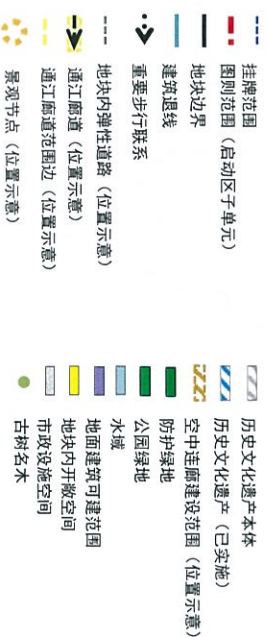 挂牌范围
图则范围（启动区子单元）
地块边界
建筑退线
重要步行联系
地块内弹性道路（位置示意）
通江廊道（位置示意）
通江廊道范围边（位置示意）
景观节点（位置示意）
历史文化遗产本体
历史文化遗产（已实施）
空中连廊建设范围（位置示意）
防护绿地
公园绿地
水域
地面建筑可建范围
地块内开敞空间
市政设施空间
古树名木